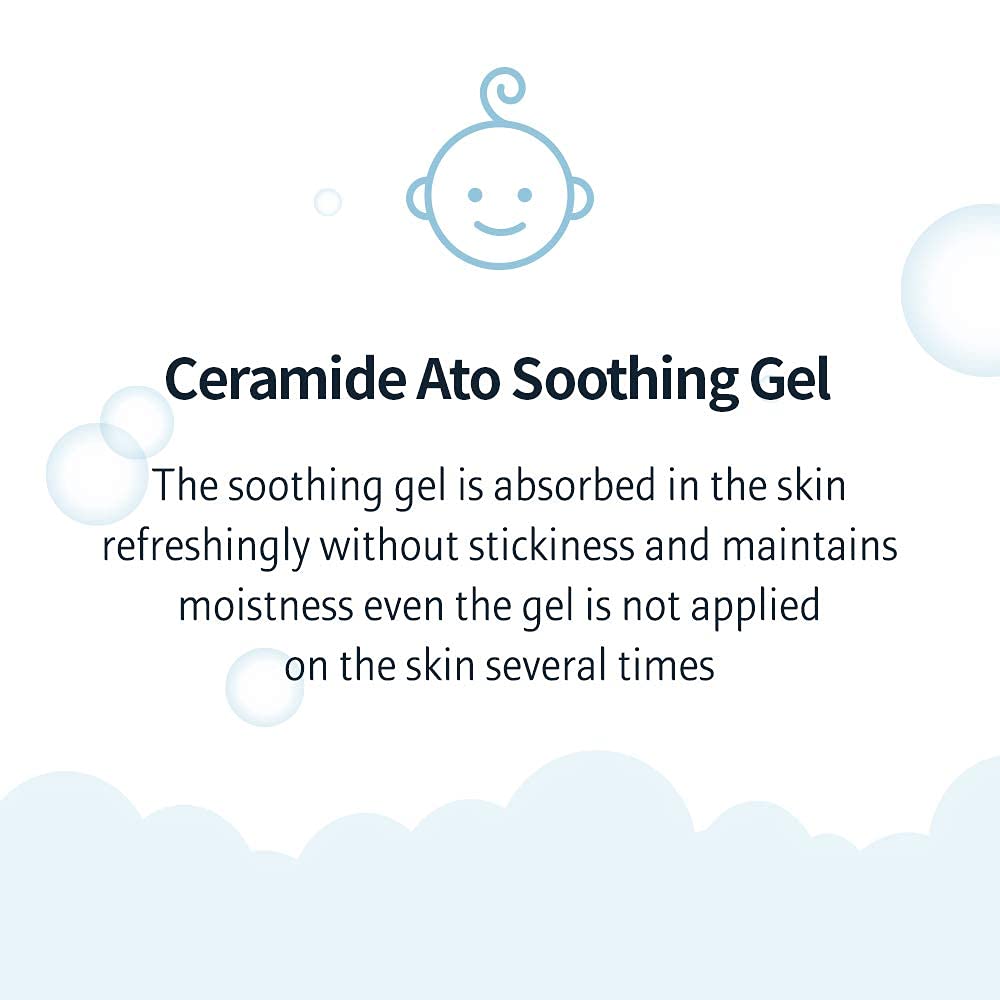 Ceramide Ato Soothing Gel
The soothing gel is absorbed in the skin
refreshingly without stickiness and maintains
moistness even the gel is not applied
on the skin several times